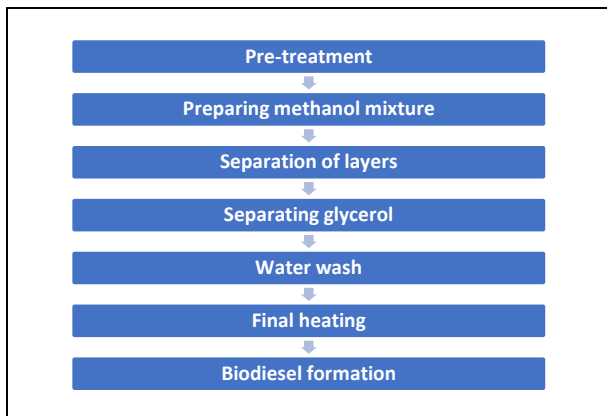 Pre-treatment
Preparing methanol mixture
Separation of layers
Separating glycerol
Water wash
Final heating
Biodiesel formation